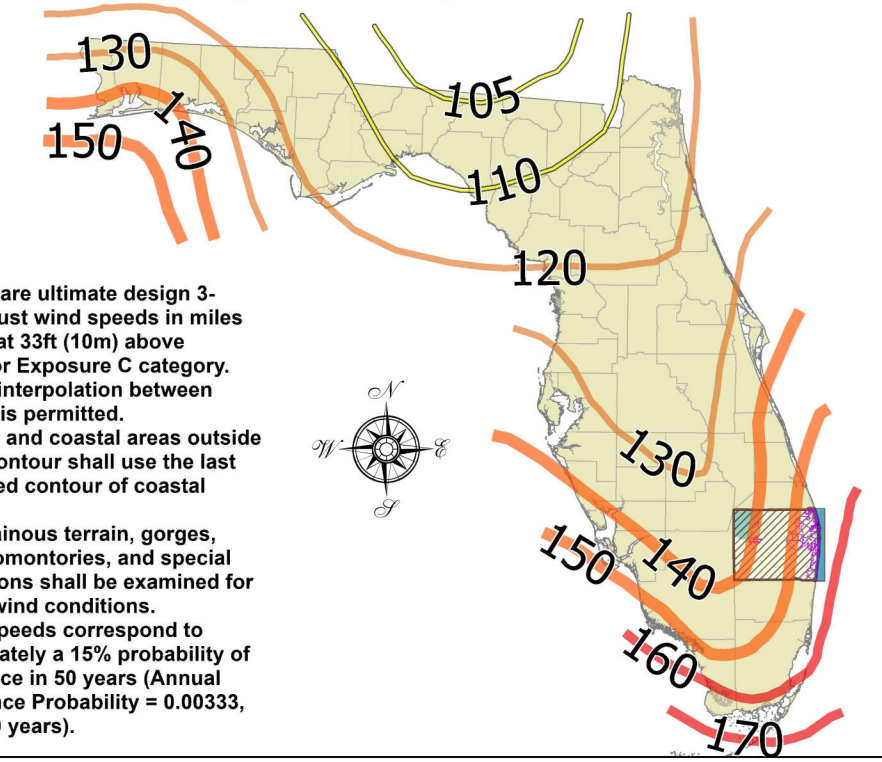 130
105
140
150
110
120
are ultimate design 3-
ust wind speeds in miles
at 33ft (10m) above
or Exposure C category.
interpolation between
is permitted.
and coastal areas outside
ontour shall use the last
ed contour of coastal
ainous terrain, gorges,
omontories, and special
ons shall be examined for
wind conditions.
peeds correspond to
ately a 15% probability of
ce in 50 years (Annual
nce Probability = 0.00333,
years).
N
W
E
S
130
140
150
160
170